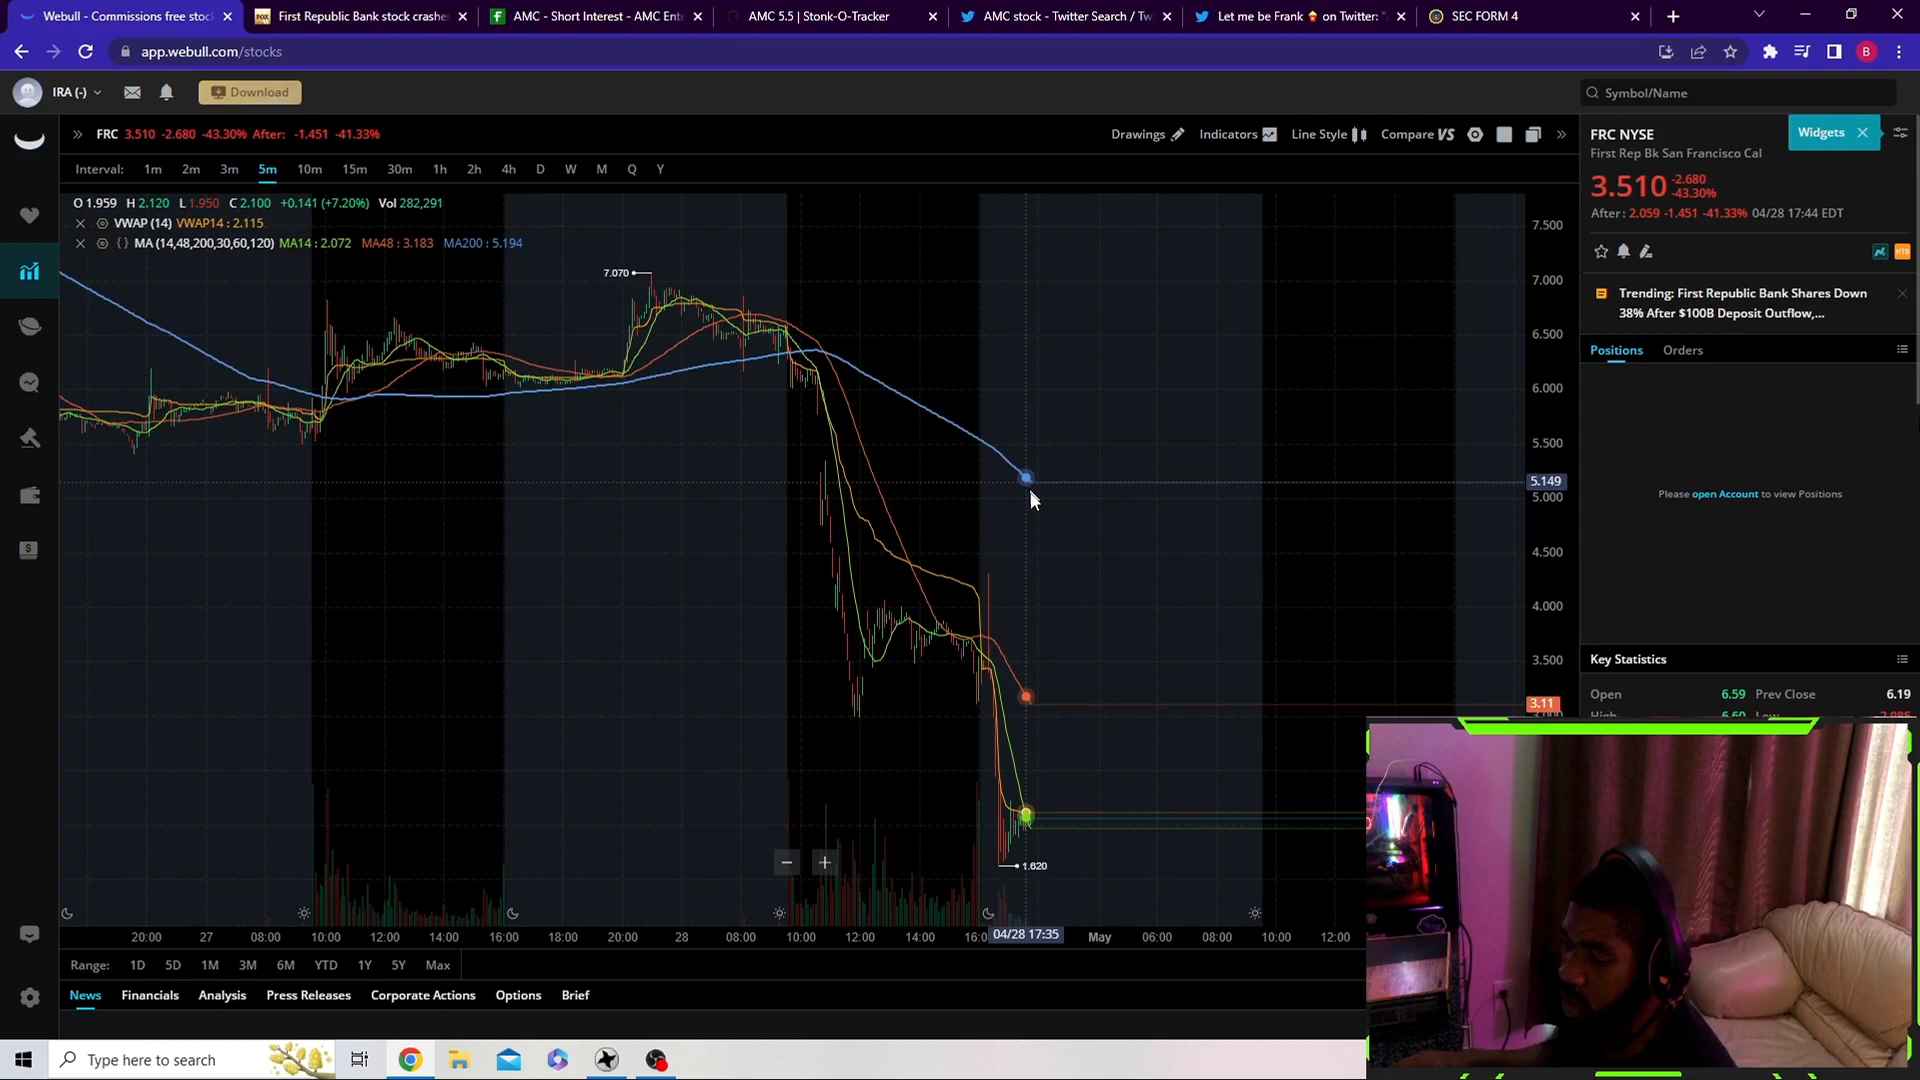 Webull - Commissions free stoc
First Republic Bank stock crashe
AMC - Short Interest - AMC Ent
AMC 5.5 | Stonk-O-Tracker
AMC stock - Twitter Search / Tw
Let me be Frank 🍿 on Twitter: "
SEC FORM 4
app.webull.com/stocks
B
IRA (-)
Download
Symbol/Name
FRC 3.510 -2.680 -43.30% After: -1.451 -41.33%
Drawings
Indicators
Line Style
Compare VS
Interval: 1m 2m 3m 5m 10m 15m 30m 1h 2h 4h D W M Q Y
O 1.959 H 2.120 L 1.950 C 2.100 +0.141 (+7.20%) Vol 282,291
VWAP (14) VWAP14 : 2.115
MA (14,48,200,30,60,120) MA14 : 2.072 MA48 : 3.183 MA200 : 5.194
7.070
1.620
7.500
7.000
6.500
6.000
5.500
5.149
5.000
4.500
4.000
3.500
3.11
3.000
20:00 27 08:00 10:00 12:00 14:00 16:00 18:00 20:00 28 08:00 10:00 12:00 14:00 16:0 04/28 17:35 May 06:00 08:00 10:00 12:00
Range: 1D 5D 1M 3M 6M YTD 1Y 5Y Max
News Financials Analysis Press Releases Corporate Actions Options Brief
FRC NYSE
Widgets
First Rep Bk San Francisco Cal
3.510 -2.680
-43.30%
After : 2.059 -1.451 -41.33% 04/28 17:44 EDT
HTB
Trending: First Republic Bank Shares Down
38% After $100B Deposit Outflow,...
Positions Orders
Please open Account to view Positions
Key Statistics
Open 6.59 Prev Close 6.19
High 6.60 Low 2.985
Type here to search